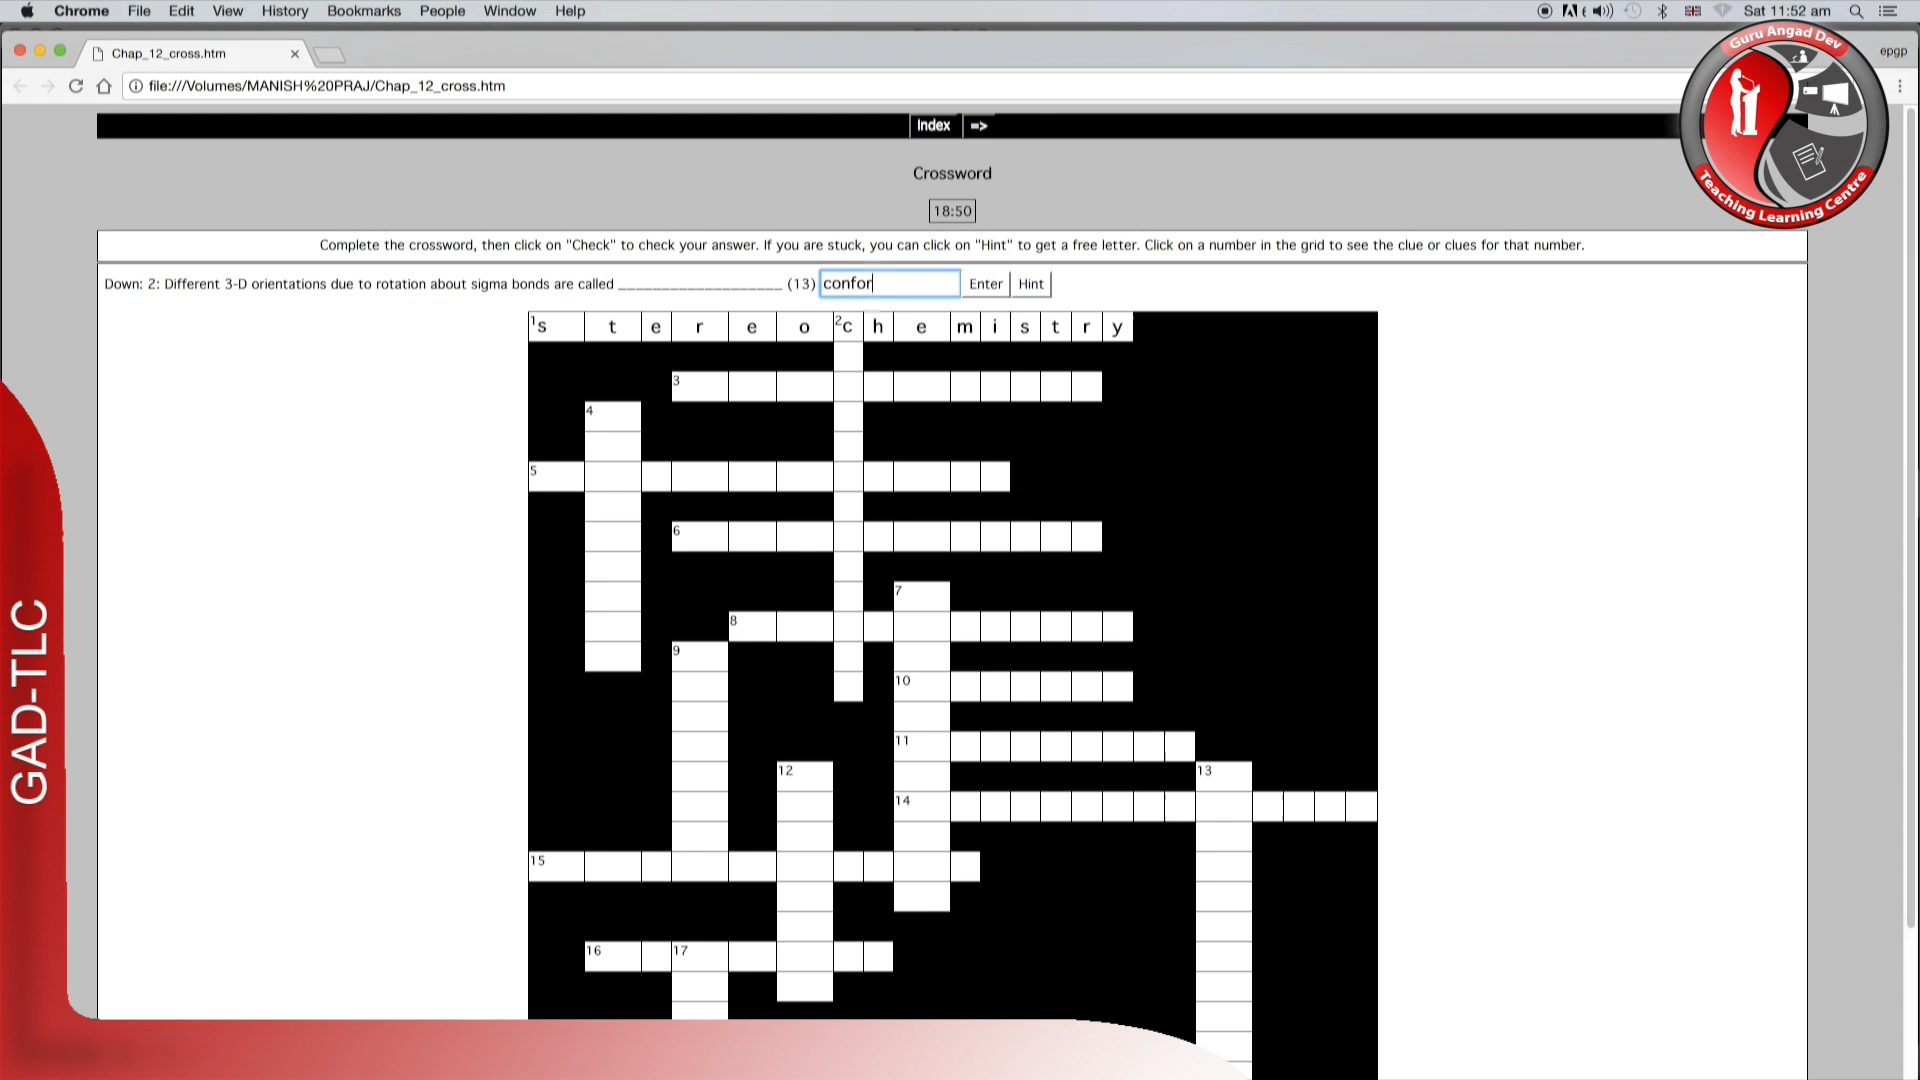 Chrome File Edit View History Bookmarks People Window Help Sat 11:52 am
Chap_12_cross.htm
epgp
file:///Volumes/MANISH%20PRAJ/Chap_12_cross.htm
Guru Angad Dev
Teaching Learning Centre
Index =>
Crossword
18:50
Complete the crossword, then click on "Check" to check your answer. If you are stuck, you can click on "Hint" to get a free letter. Click on a number in the grid to see the clue or clues for that number.
Down: 2: Different 3-D orientations due to rotation about sigma bonds are called ___________________ (13) confor Enter Hint
1s t e r e o 2c h e m i s t r y
3
4
5
6
7
8
9
10
11
12 13
14
15
16 17
GAD-TLC